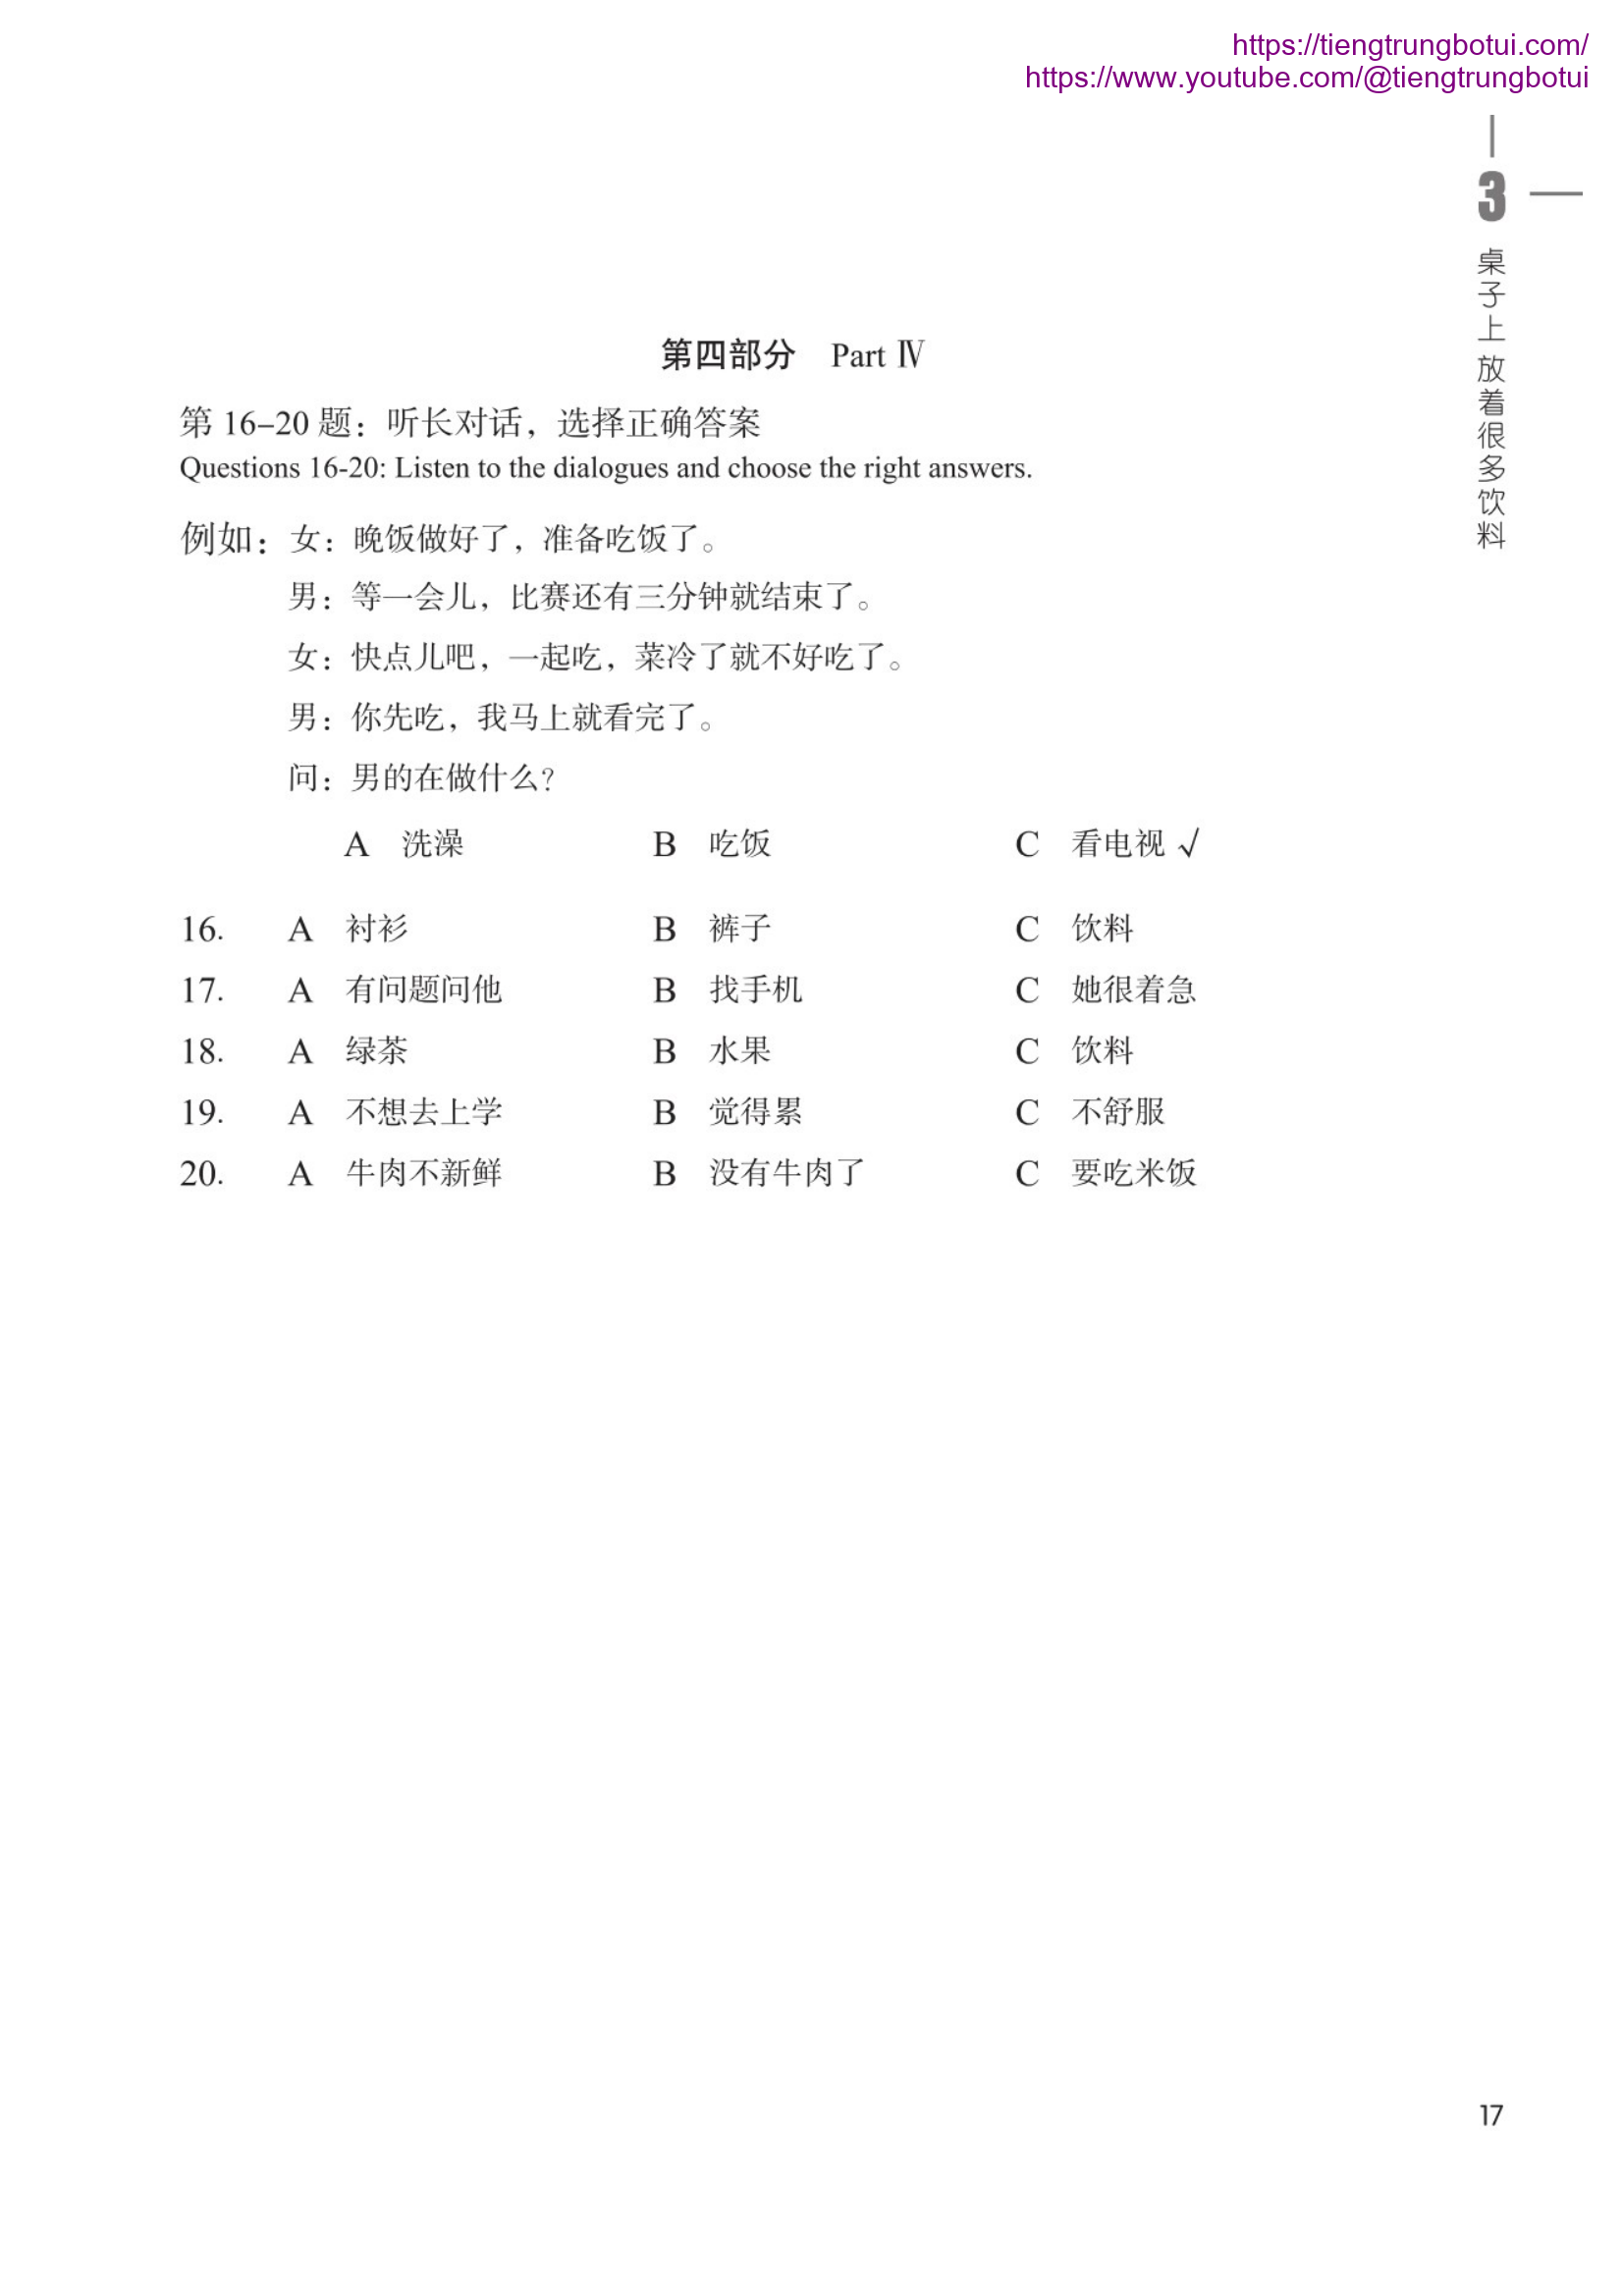 https://tiengtrungbotui.com/
https://www.youtube.com/@tiengtrungbotui
3
桌子上放着很多饮料
第四部分 Part Ⅳ
第 16–20 题：听长对话，选择正确答案
Questions 16-20: Listen to the dialogues and choose the right answers.
例如：女：晚饭做好了，准备吃饭了。
男：等一会儿，比赛还有三分钟就结束了。
女：快点儿吧，一起吃，菜冷了就不好吃了。
男：你先吃，我马上就看完了。
问：男的在做什么？
A 洗澡 B 吃饭 C 看电视 √
16. A 衬衫 B 裤子 C 饮料
17. A 有问题问他 B 找手机 C 她很着急
18. A 绿茶 B 水果 C 饮料
19. A 不想去上学 B 觉得累 C 不舒服
20. A 牛肉不新鲜 B 没有牛肉了 C 要吃米饭
17